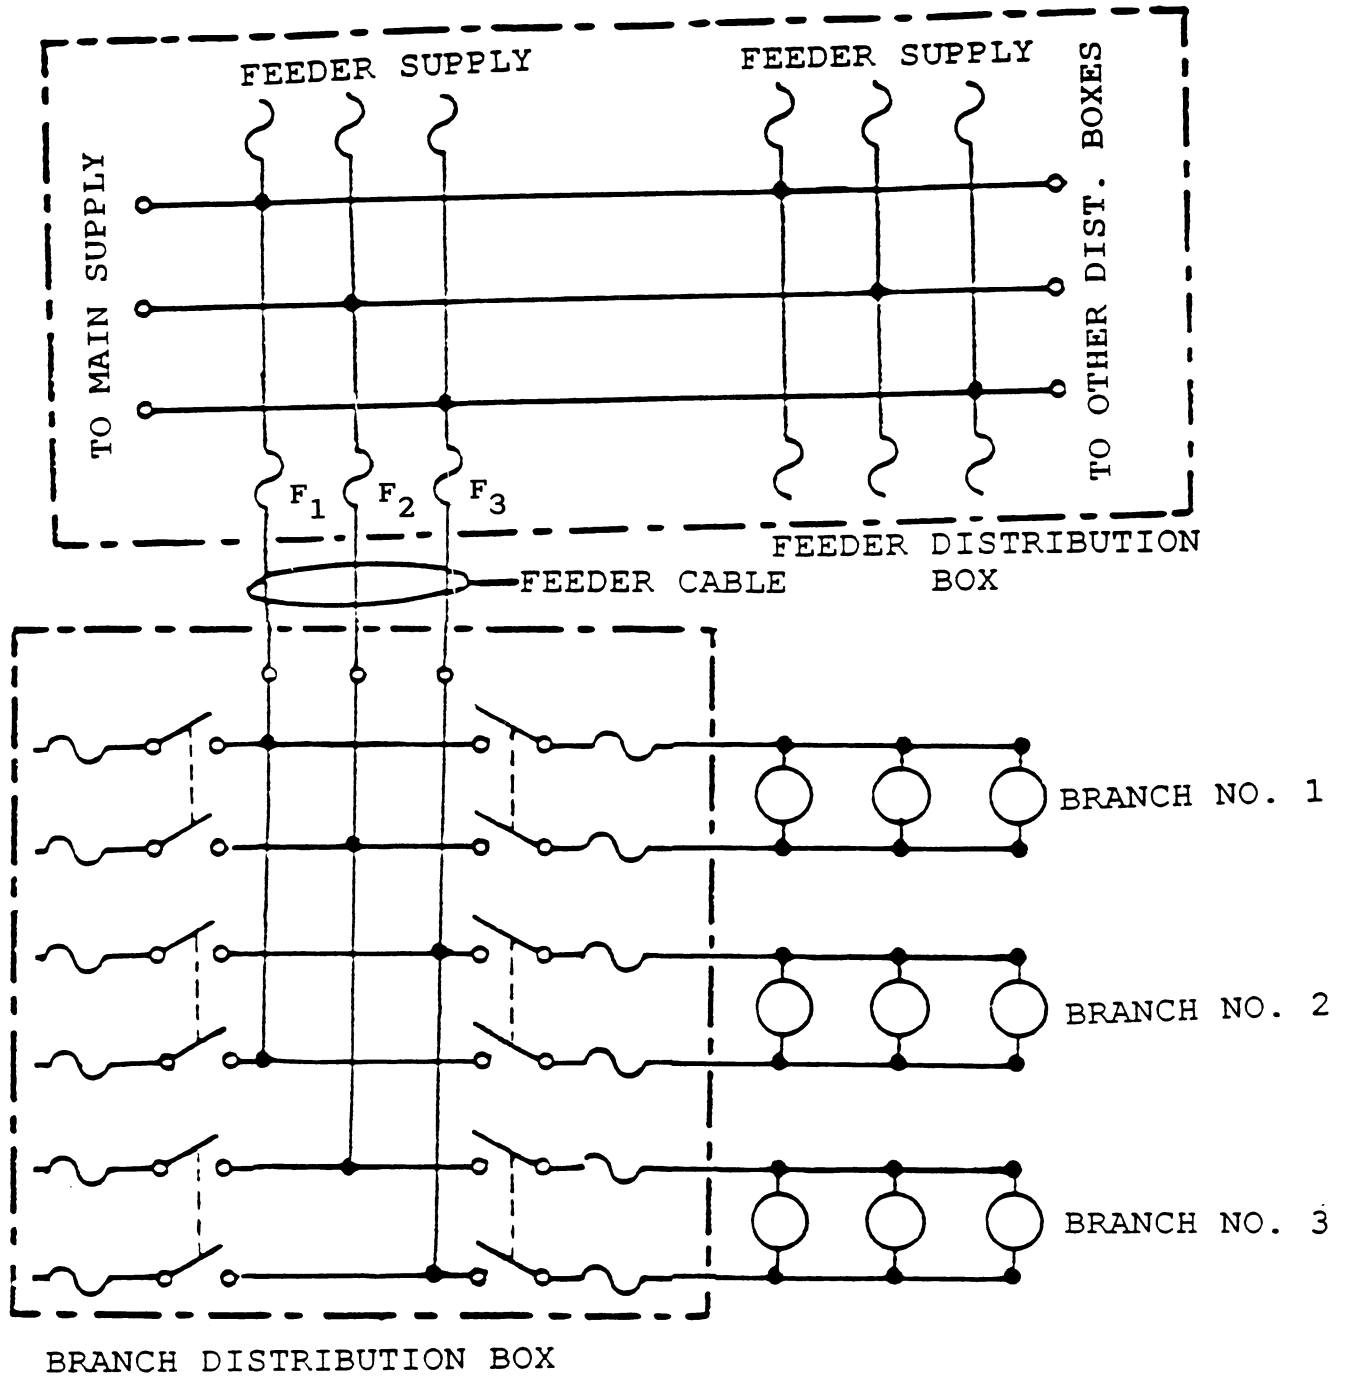 FEEDER SUPPLY
FEEDER SUPPLY
TO MAIN SUPPLY
TO OTHER DIST. BOXES
F1
F2
F3
FEEDER DISTRIBUTION
BOX
FEEDER CABLE
BRANCH NO. 1
BRANCH NO. 2
BRANCH NO. 3
BRANCH DISTRIBUTION BOX